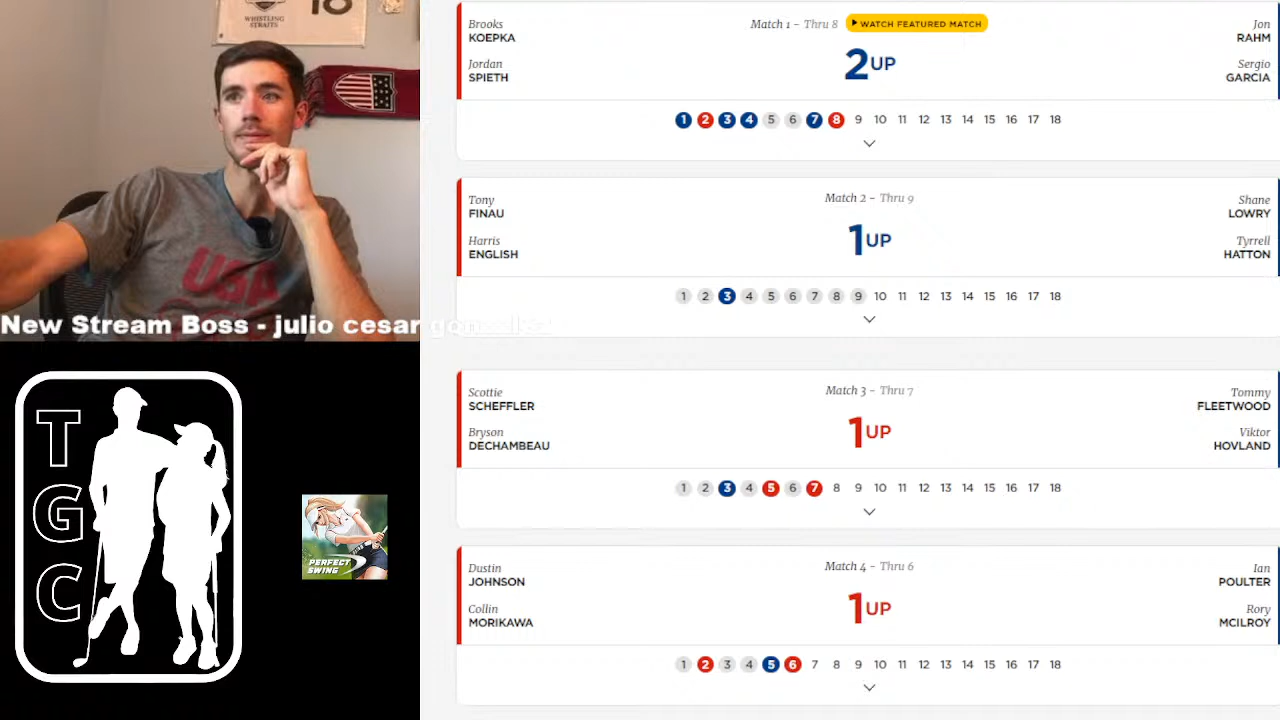 WHISTLING
STRAITS
18
USA
New Stream Boss - julio cesar gonzalez
T
G
C
PERFECT
SWING
Brooks
KOEPKA
Jordan
SPIETH
Match 1 - Thru 8 WATCH FEATURED MATCH
2UP
Jon
RAHM
Sergio
GARCIA
1 2 3 4 5 6 7 8 9 10 11 12 13 14 15 16 17 18
Tony
FINAU
Harris
ENGLISH
Match 2 - Thru 9
1UP
Shane
LOWRY
Tyrrell
HATTON
1 2 3 4 5 6 7 8 9 10 11 12 13 14 15 16 17 18
Scottie
SCHEFFLER
Bryson
DECHAMBEAU
Match 3 - Thru 7
1UP
Tommy
FLEETWOOD
Viktor
HOVLAND
1 2 3 4 5 6 7 8 9 10 11 12 13 14 15 16 17 18
Dustin
JOHNSON
Collin
MORIKAWA
Match 4 - Thru 6
1UP
Ian
POULTER
Rory
MCILROY
1 2 3 4 5 6 7 8 9 10 11 12 13 14 15 16 17 18